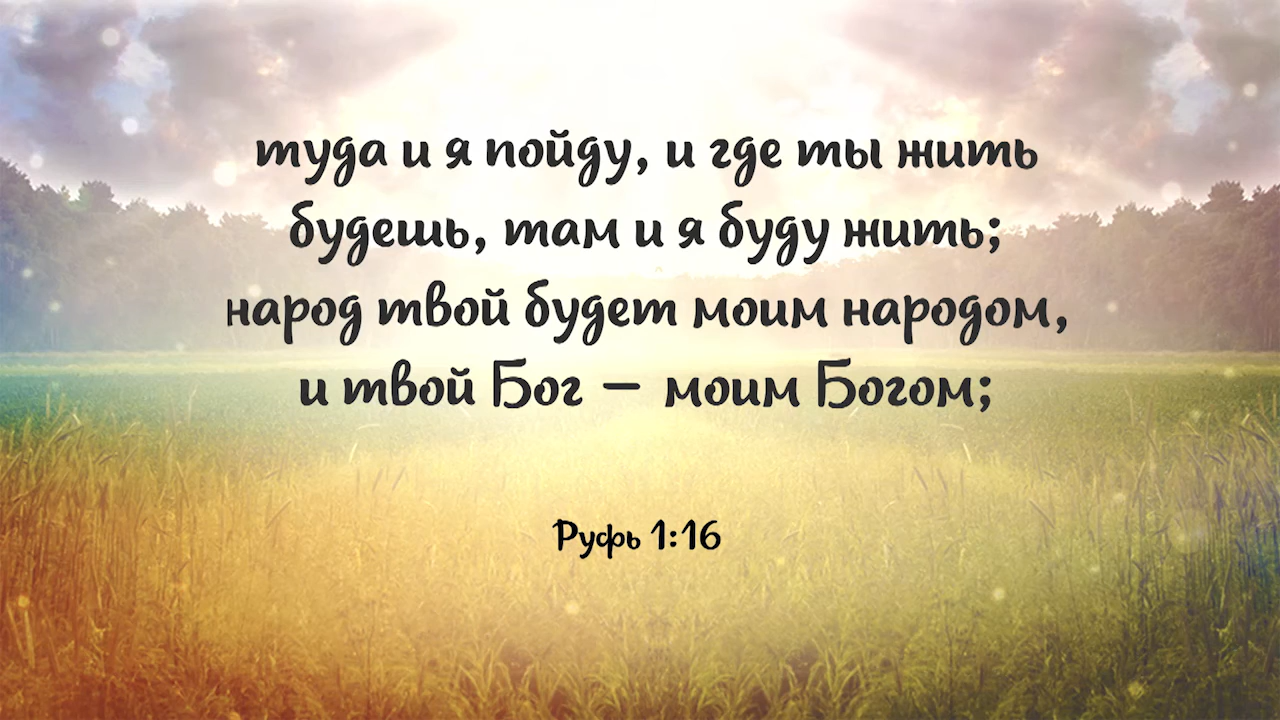 туда и я пойду, и где ты жить
будешь, там и я буду жить;
народ твой будет моим народом,
и твой Бог — моим Богом;
Руфь 1:16